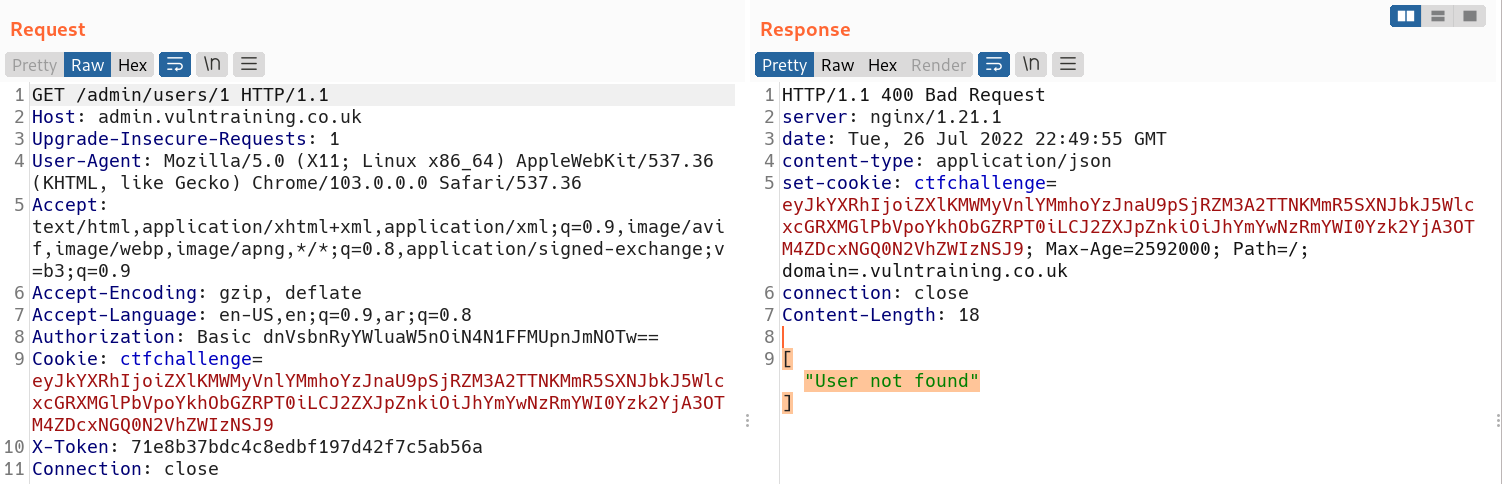 Request
Pretty Raw Hex \n
1 GET /admin/users/1 HTTP/1.1
2 Host: admin.vulntraining.co.uk
3 Upgrade-Insecure-Requests: 1
4 User-Agent: Mozilla/5.0 (X11; Linux x86_64) AppleWebKit/537.36
(KHTML, like Gecko) Chrome/103.0.0.0 Safari/537.36
5 Accept:
text/html,application/xhtml+xml,application/xml;q=0.9,image/avi
f,image/webp,image/apng,*/*;q=0.8,application/signed-exchange;v
=b3;q=0.9
6 Accept-Encoding: gzip, deflate
7 Accept-Language: en-US,en;q=0.9,ar;q=0.8
8 Authorization: Basic dnVsbnRyYWluaW5nOiN4N1FFMUpnJmNOTw==
9 Cookie: ctfchallenge=
eyJkYXRhIjoiZXlKMWMyVnlYMmhoYzJnaU9pSjRZM3A2TTNKMmR5SXNJbkJ5Wlc
xcGRXMGlPbVpoYkhObGZRPT0iLCJ2ZXJpZnkiOiJhYmYwNzRmYWI0Yzk2YjA3OT
M4ZDcxNGQ0N2VhZWIzNSJ9
10 X-Token: 71e8b37bdc4c8edbf197d42f7c5ab56a
11 Connection: close
Response
Pretty Raw Hex Render \n
1 HTTP/1.1 400 Bad Request
2 server: nginx/1.21.1
3 date: Tue, 26 Jul 2022 22:49:55 GMT
4 content-type: application/json
5 set-cookie: ctfchallenge=
eyJkYXRhIjoiZXlKMWMyVnlYMmhoYzJnaU9pSjRZM3A2TTNKMmR5SXNJbkJ5Wlc
xcGRXMGlPbVpoYkhObGZRPT0iLCJ2ZXJpZnkiOiJhYmYwNzRmYWI0Yzk2YjA3OT
M4ZDcxNGQ0N2VhZWIzNSJ9; Max-Age=2592000; Path=/;
domain=.vulntraining.co.uk
6 connection: close
7 Content-Length: 18
8
9 [
"User not found"
]